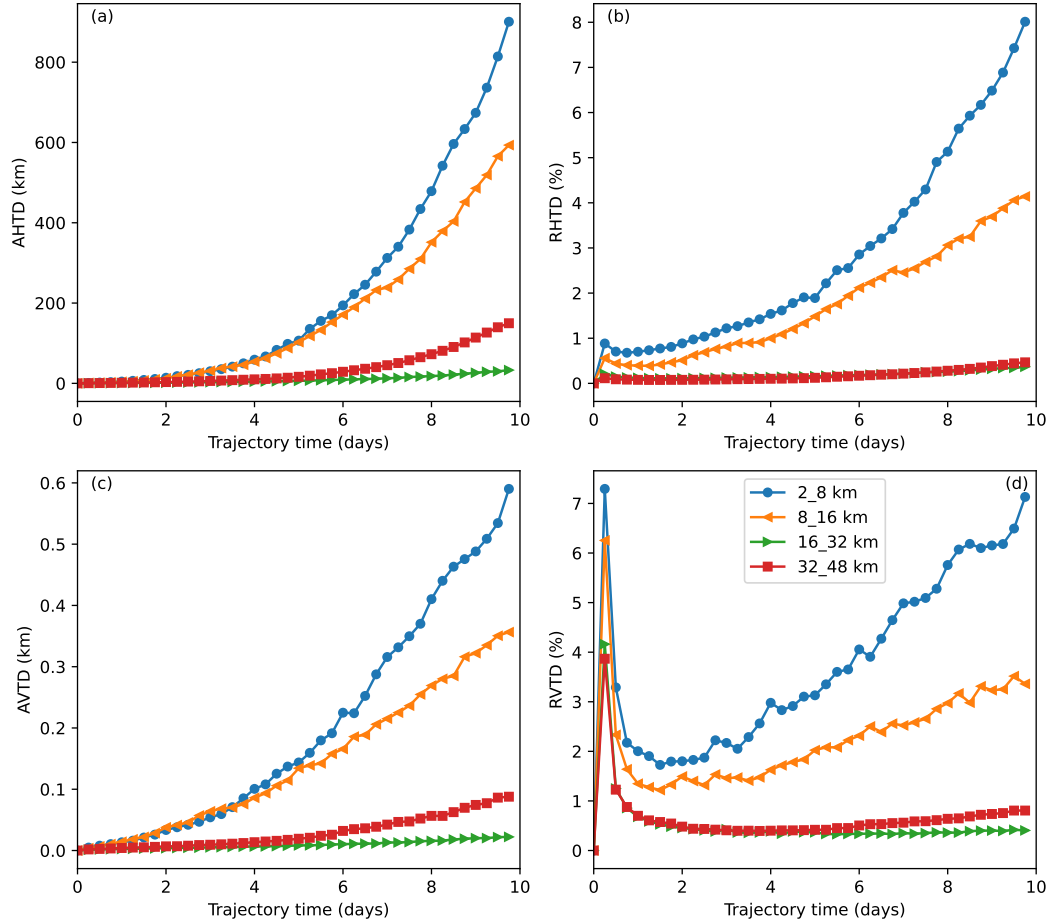 (a)
800
600
400
200
0
AHTD (km)
0 2 4 6 8 10
Trajectory time (days)
(b)
8
7
6
5
4
3
2
1
0
RHTD (%)
0 2 4 6 8 10
Trajectory time (days)
(c)
0.6
0.5
0.4
0.3
0.2
0.1
0.0
AVTD (km)
0 2 4 6 8 10
Trajectory time (days)
(d)
2_8 km
8_16 km
16_32 km
32_48 km
7
6
5
4
3
2
1
0
RVTD (%)
0 2 4 6 8 10
Trajectory time (days)